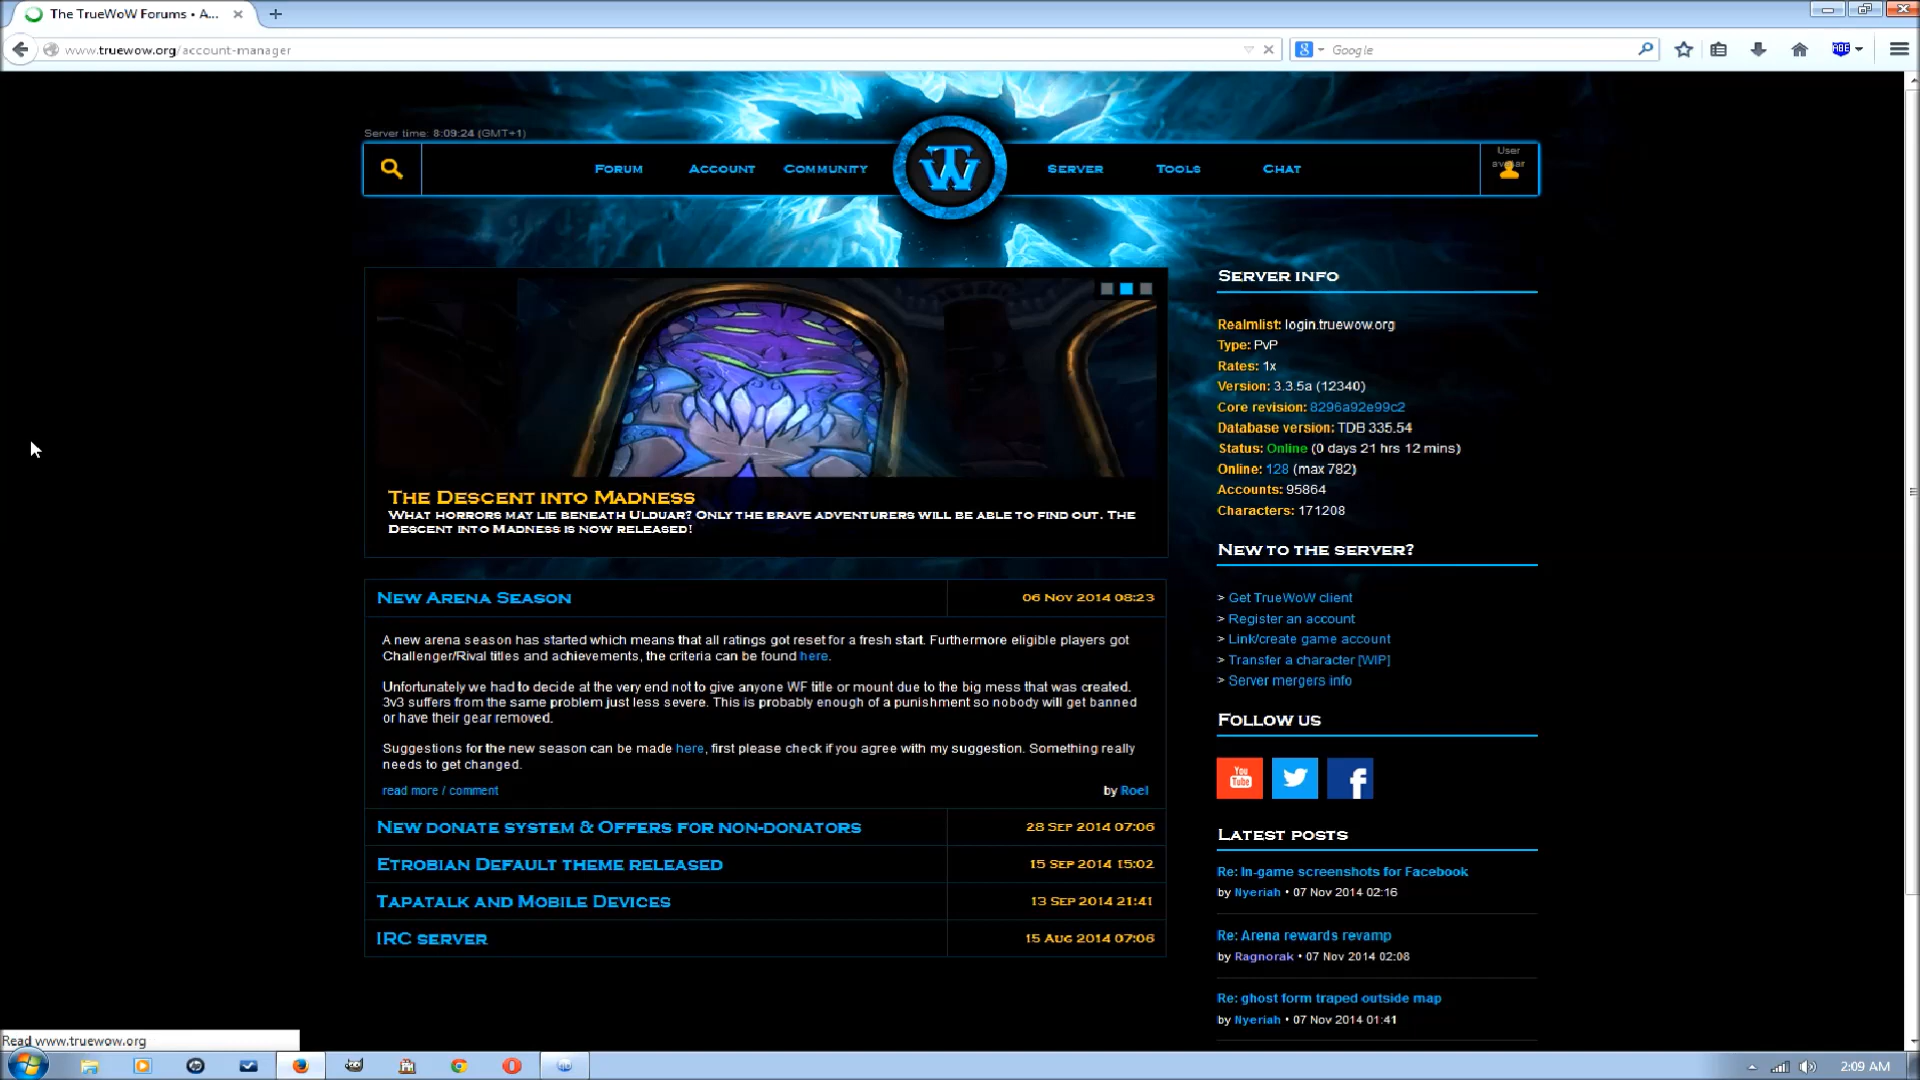 The TrueWoW Forums • A...
www.truewow.org/account-manager
Google
ABP
Server time: 8:09:24 (GMT+1)
Forum
Account
Community
TW
Server
Tools
Chat
User avatar
The Descent into Madness
What horrors may lie beneath Ulduar? Only the brave adventurers will be able to find out. The
Descent into Madness is now released!
New Arena Season
06 Nov 2014 08:23
A new arena season has started which means that all ratings got reset for a fresh start. Furthermore eligible players got
Challenger/Rival titles and achievements, the criteria can be found here.
Unfortunately we had to decide at the very end not to give anyone WF title or mount due to the big mess that was created.
3v3 suffers from the same problem just less severe. This is probably enough of a punishment so nobody will get banned
or have their gear removed.
Suggestions for the new season can be made here, first please check if you agree with my suggestion. Something really
needs to get changed.
read more / comment
by Roel
New donate system & Offers for non-donators
28 Sep 2014 07:06
Etrobian Default theme released
15 Sep 2014 15:02
Tapatalk and Mobile Devices
13 Sep 2014 21:41
IRC server
15 Aug 2014 07:06
Server info
Realmlist: login.truewow.org
Type: PvP
Rates: 1x
Version: 3.3.5a (12340)
Core revision: 8296a92e99c2
Database version: TDB 335.54
Status: Online (0 days 21 hrs 12 mins)
Online: 128 (max 782)
Accounts: 95864
Characters: 171208
New to the server?
> Get TrueWoW client
> Register an account
> Link/create game account
> Transfer a character [WIP]
> Server mergers info
Follow us
You
Tube
f
Latest posts
Re: In-game screenshots for Facebook
by Nyeriah • 07 Nov 2014 02:16
Re: Arena rewards revamp
by Ragnorak • 07 Nov 2014 02:08
Re: ghost form traped outside map
by Nyeriah • 07 Nov 2014 01:41
Read www.truewow.org
2:09 AM